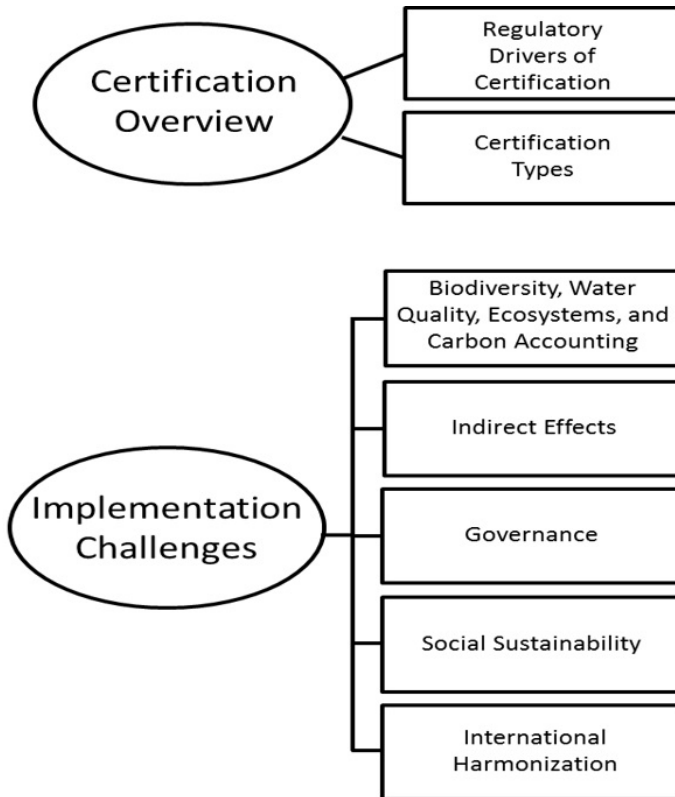 Certification
Overview
Regulatory
Drivers of
Certification
Certification
Types
Implementation
Challenges
Biodiversity, Water
Quality, Ecosystems, and
Carbon Accounting
Indirect Effects
Governance
Social Sustainability
International
Harmonization